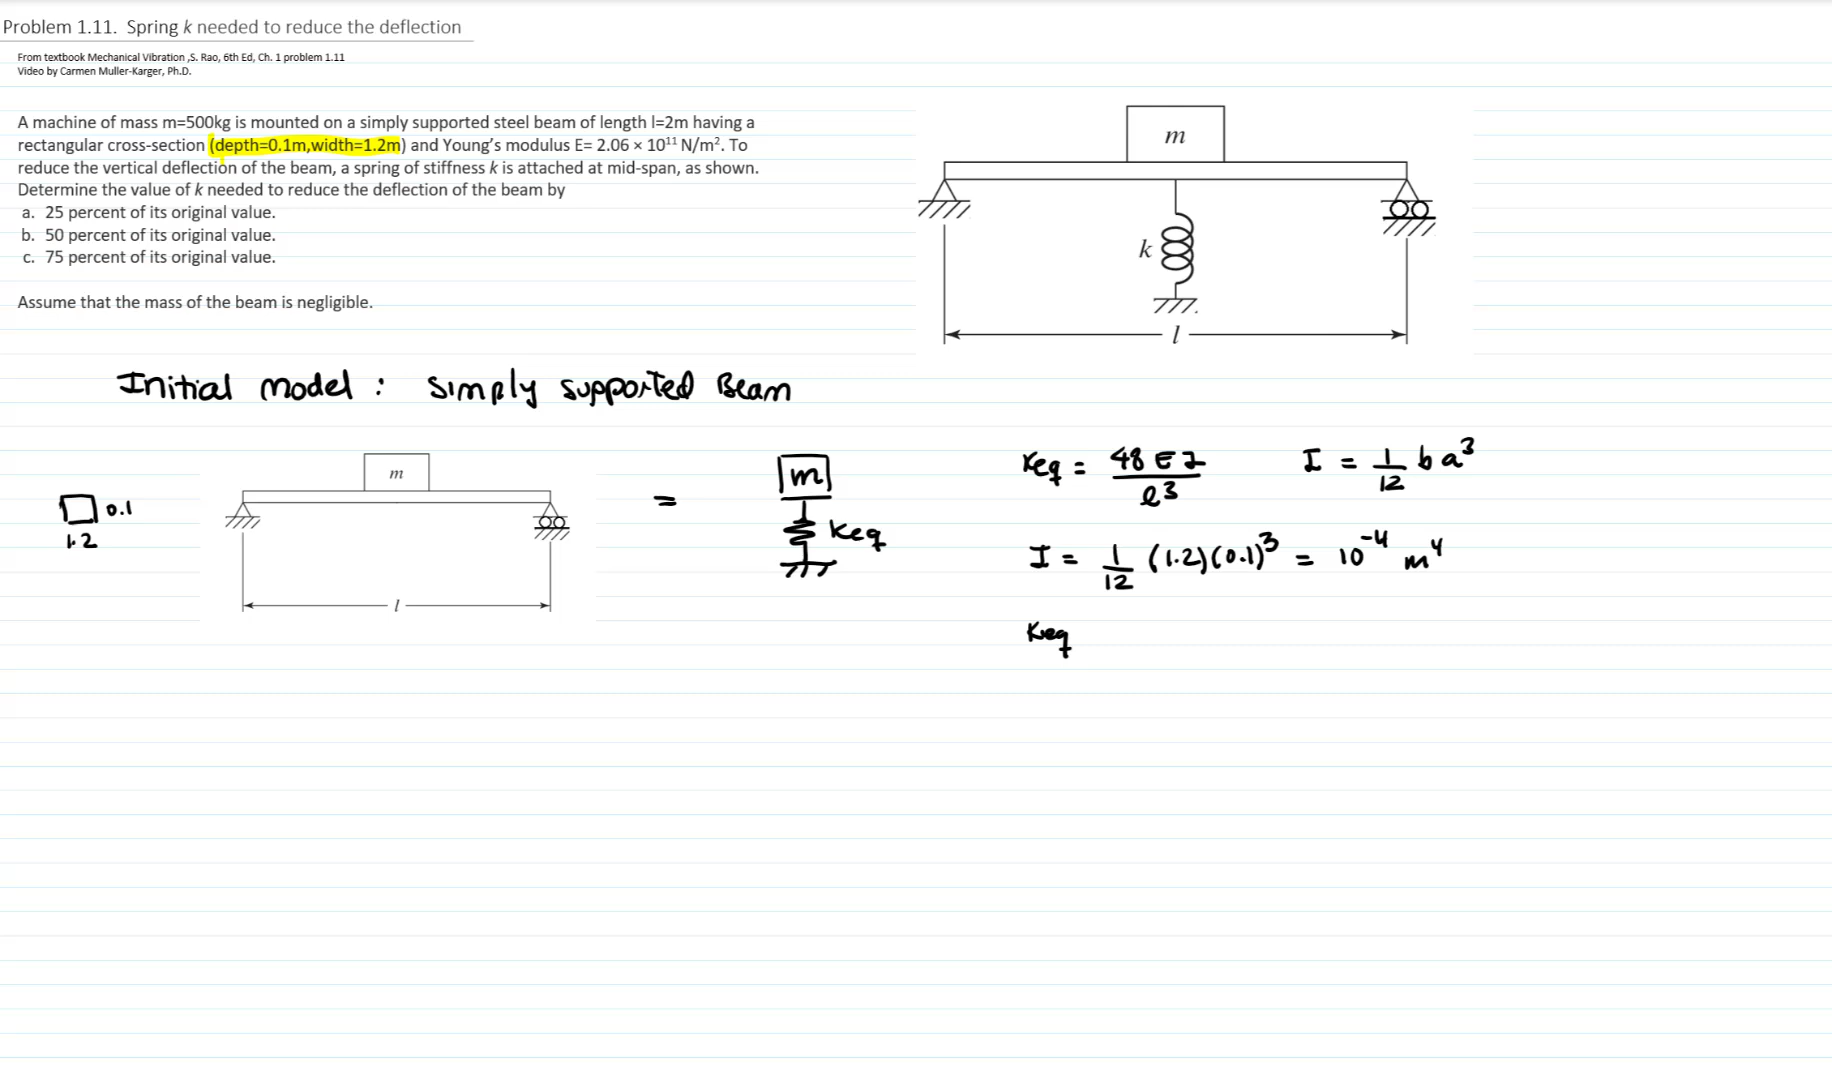 Problem 1.11. Spring k needed to reduce the deflection
From textbook Mechanical Vibration ,S. Rao, 6th Ed, Ch. 1 problem 1.11
Video by Carmen Muller-Karger, Ph.D.
A machine of mass m=500kg is mounted on a simply supported steel beam of length l=2m having a
rectangular cross-section (depth=0.1m,width=1.2m) and Young's modulus E= 2.06 × 10¹¹ N/m². To
reduce the vertical deflection of the beam, a spring of stiffness k is attached at mid-span, as shown.
Determine the value of k needed to reduce the deflection of the beam by
a. 25 percent of its original value.
b. 50 percent of its original value.
c. 75 percent of its original value.
Assume that the mass of the beam is negligible.
m
k
l
Initial model : simply supported Beam
0.1
1.2
m
l
=
m
Keq
Keq = 48 E I / l³
I = 1/12 b a³
I = 1/12 (1.2)(0.1)³ = 10⁻⁴ m⁴
Keq